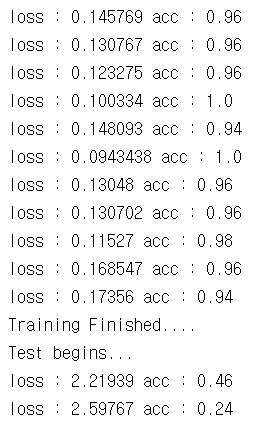 loss : 0.145769 acc : 0.96
loss : 0.130767 acc : 0.96
loss : 0.123275 acc : 0.96
loss : 0.100334 acc : 1.0
loss : 0.148093 acc : 0.94
loss : 0.0943438 acc : 1.0
loss : 0.13048 acc : 0.96
loss : 0.130702 acc : 0.96
loss : 0.11527 acc : 0.98
loss : 0.168547 acc : 0.96
loss : 0.17356 acc : 0.94
Training Finished....
Test begins...
loss : 2.21939 acc : 0.46
loss : 2.59767 acc : 0.24